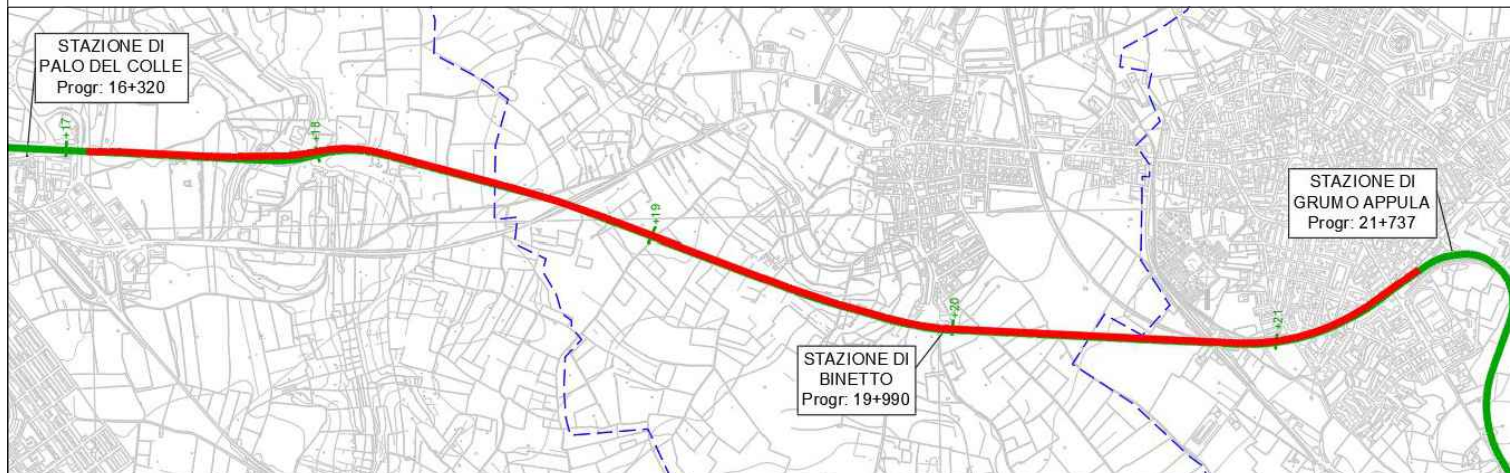 STAZIONE DI
PALO DEL COLLE
Progr: 16+320
+17
+18
+19
STAZIONE DI
BINETTO
Progr: 19+990
+20
+21
STAZIONE DI
GRUMO APPULA
Progr: 21+737